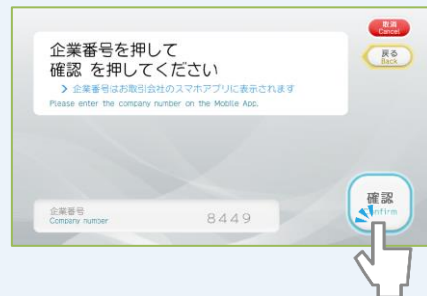 取消
Cancel
戻る
Back
企業番号を押して
確認 を押してください
> 企業番号はお取引会社のスマホアプリに表示されます
Please enter the company number on the Mobile App.
企業番号
Company number
8449
確認
nfirm